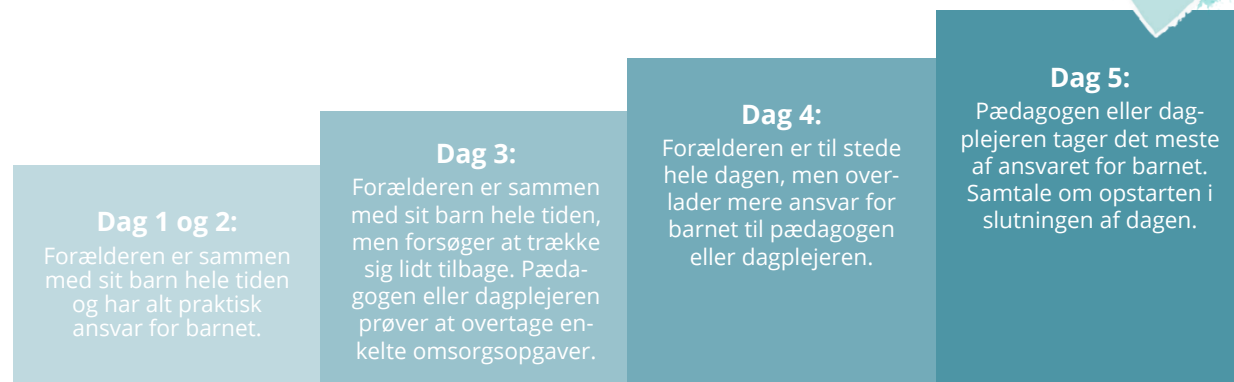 Dag 1 og 2:
Forælderen er sammen
med sit barn hele tiden
og har alt praktisk
ansvar for barnet.
Dag 3:
Forælderen er sammen
med sit barn hele tiden,
men forsøger at trække
sig lidt tilbage. Pæda-
gogen eller dagplejeren
prøver at overtage en-
kelte omsorgsopgaver.
Dag 4:
Forælderen er til stede
hele dagen, men over-
lader mere ansvar for
barnet til pædagogen
eller dagplejeren.
Dag 5:
Pædagogen eller dag-
plejeren tager det meste
af ansvaret for barnet.
Samtale om opstarten i
slutningen af dagen.